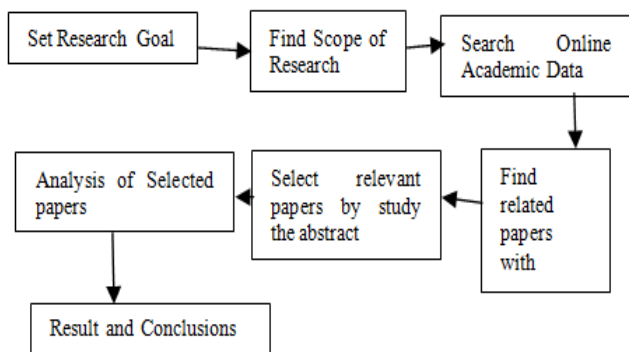 Set Research Goal
Find Scope of
Research
Search Online
Academic Data
Find
related
papers
with
Select relevant
papers by study
the abstract
Analysis of Selected
papers
Result and Conclusions